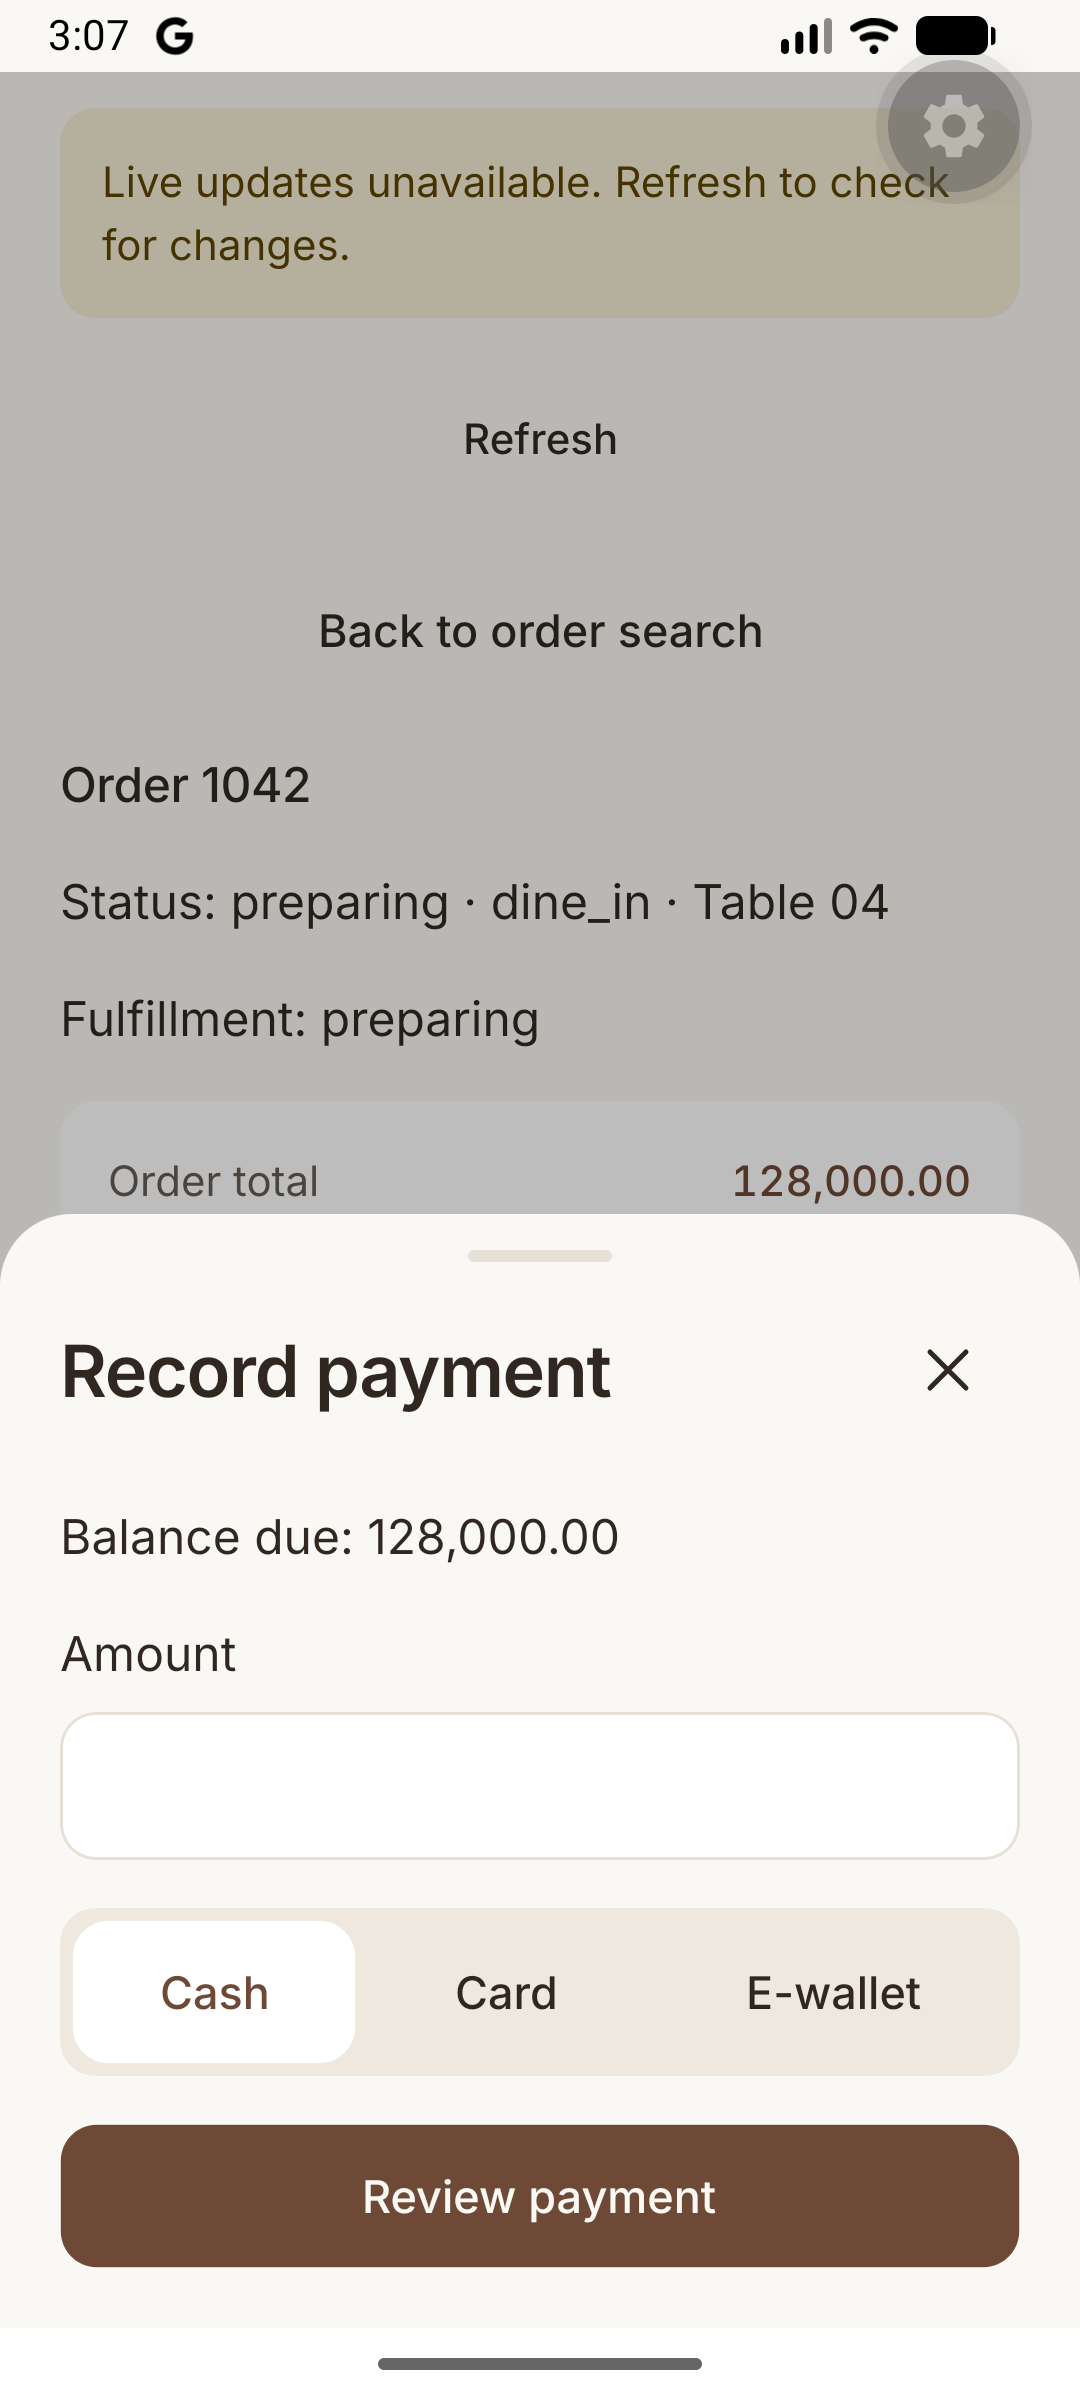 3:07
Live updates unavailable. Refresh to check
for changes.
Refresh
Back to order search
Order 1042
Status: preparing · dine_in · Table 04
Fulfillment: preparing
Order total 128,000.00
Record payment
Balance due: 128,000.00
Amount
Cash Card E-wallet
Review payment